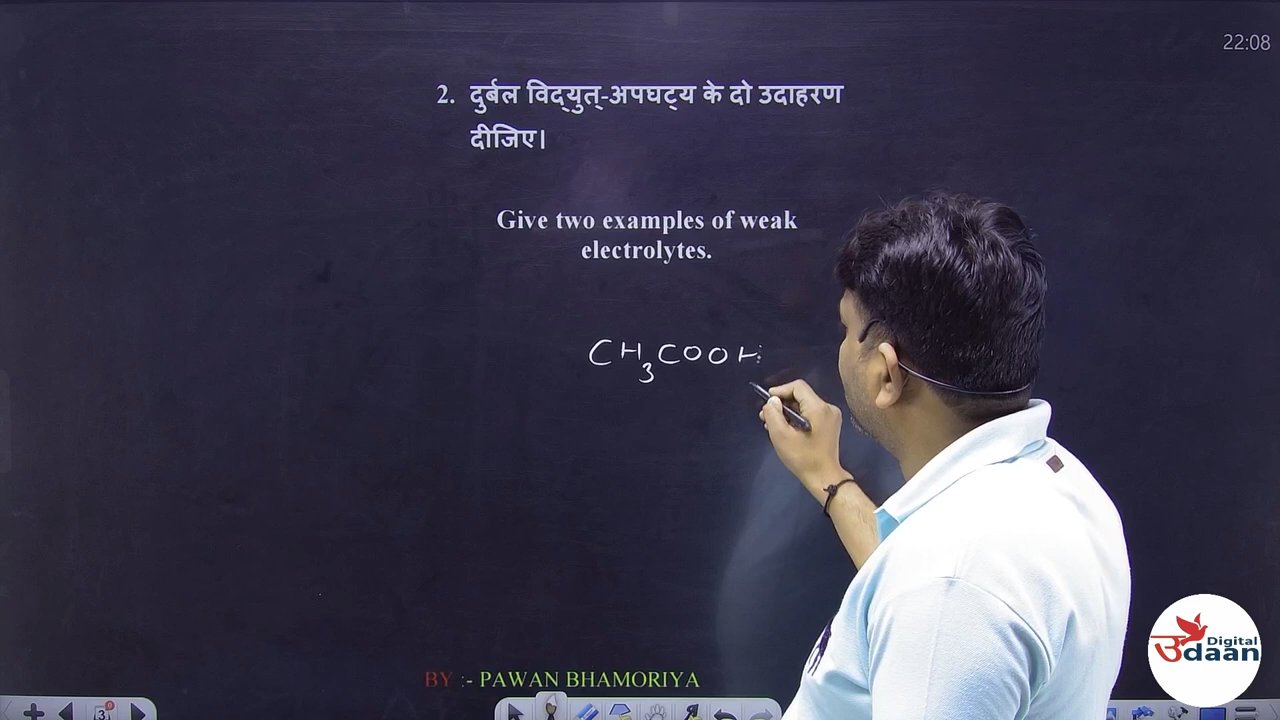 22:08
2. दुर्बल विद्युत्-अपघट्य के दो उदाहरण
दीजिए।
Give two examples of weak
electrolytes.
CH3COOH
BY :- PAWAN BHAMORIYA
3
Digital
उdaan